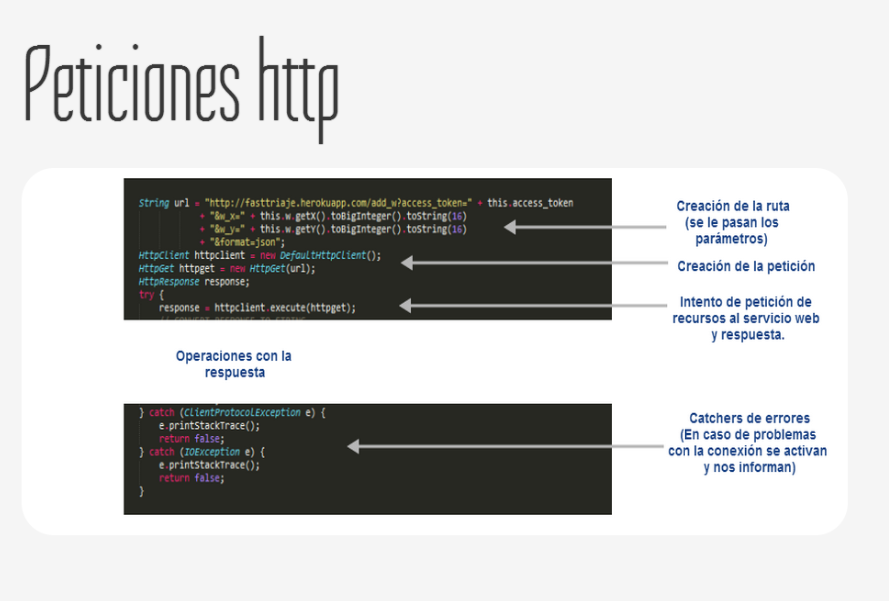 Peticiones http
String url = "http://fasttriaje.herokuapp.com/add_w?access_token=" + this.access_token
+ "&w_x=" + this.w.getX().toBigInteger().toString(16)
+ "&w_y=" + this.w.getY().toBigInteger().toString(16)
+ "&format=json";
HttpClient httpclient = new DefaultHttpClient();
HttpGet httpget = new HttpGet(url);
HttpResponse response;
try {
response = httpclient.execute(httpget);
// CONVERT RESPONSE TO STRING
Creación de la ruta
(se le pasan los
parámetros)
Creación de la petición
Intento de petición de
recursos al servicio web
y respuesta.
Operaciones con la
respuesta
} catch (ClientProtocolException e) {
e.printStackTrace();
return false;
} catch (IOException e) {
e.printStackTrace();
return false;
}
Catchers de errores
(En caso de problemas
con la conexión se activan
y nos informan)